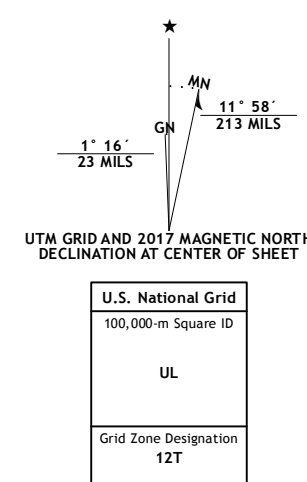 ★
MN
11° 58´
213 MILS
GN
1° 16´
23 MILS
UTM GRID AND 2017 MAGNETIC NORTH
DECLINATION AT CENTER OF SHEET
U.S. National Grid
100,000-m Square ID
UL
Grid Zone Designation
12T